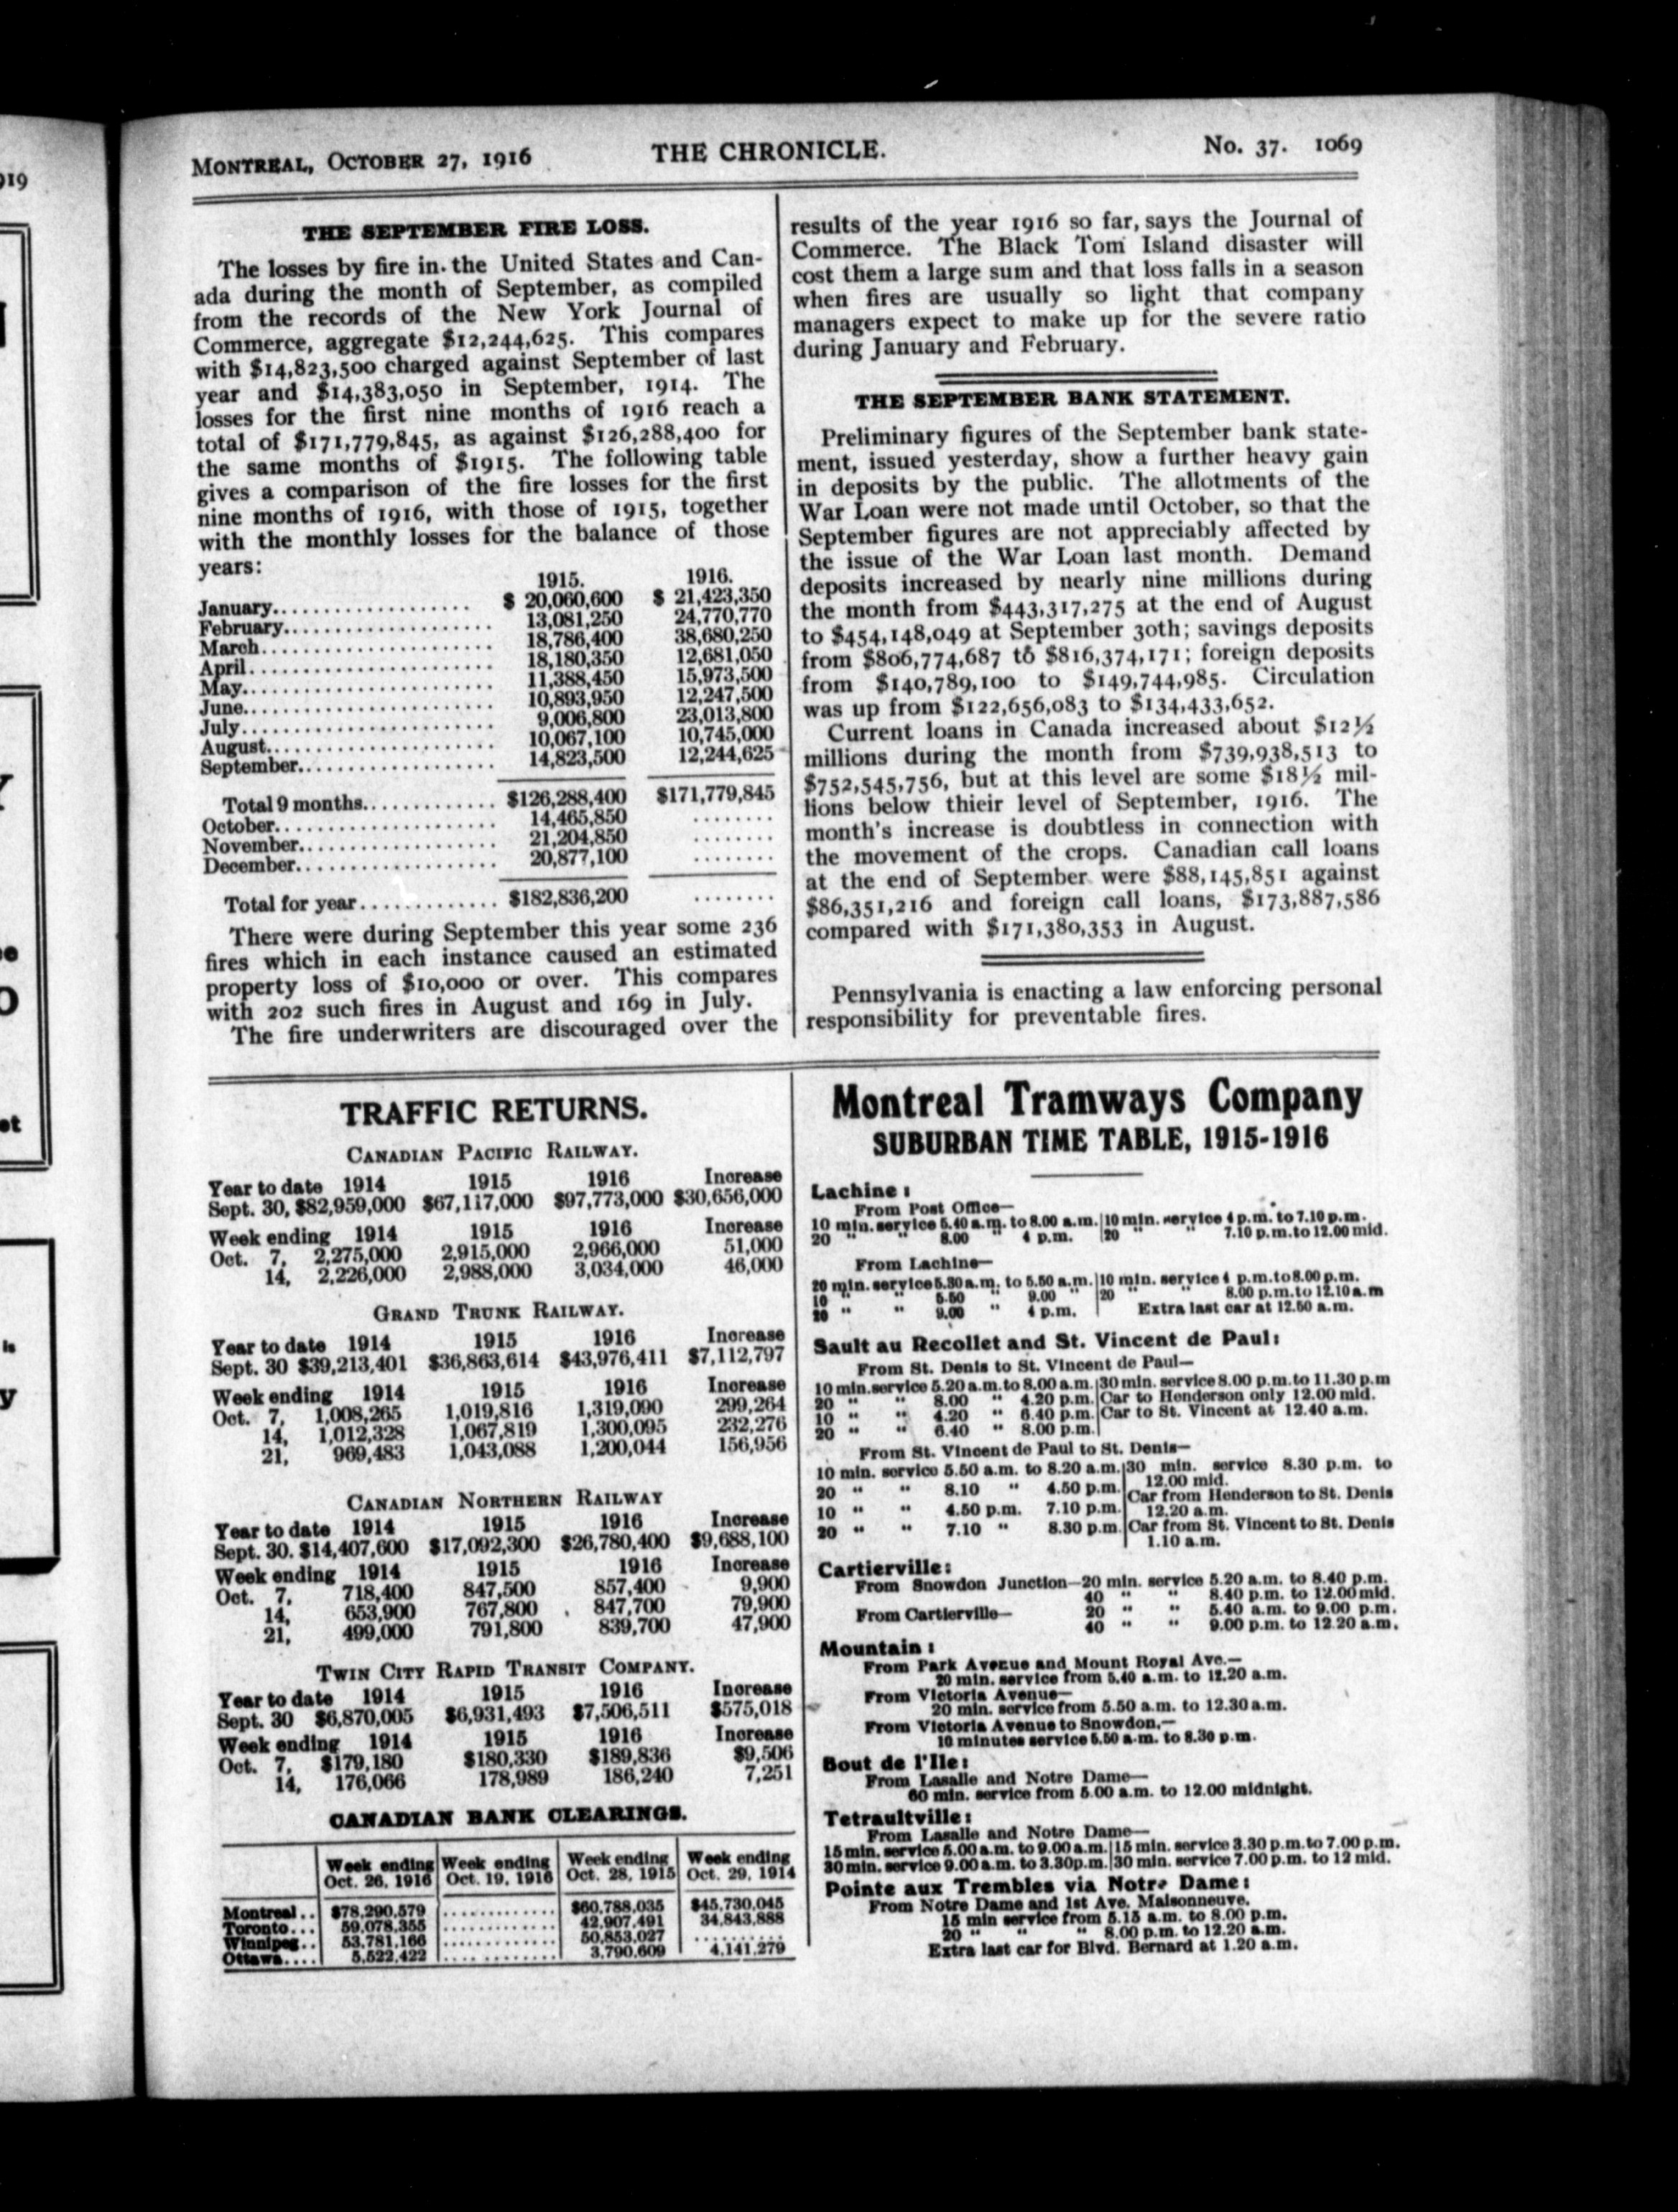 MONTREAL, OCTOBER 27, 1916
THE CHRONICLE.
No. 37. 1069
THE SEPTEMBER FIRE LOSS.
The losses by fire in the United States and Can-
ada during the month of September, as compiled
from the records of the New York Journal of
Commerce, aggregate $12,244,625. This compares
with $14,823,500 charged against September of last
year and $14,383,050 in September, 1914. The
losses for the first nine months of 1916 reach a
total of $171,779,845, as against $126,288,400 for
the same months of $1915. The following table
gives a comparison of the fire losses for the first
nine months of 1916, with those of 1915, together
with the monthly losses for the balance of those
years:
1915. 1916.
January.................. $ 20,060,600 $ 21,423,350
February.................... 13,081,250 24,770,770
March...................... 18,786,400 38,680,250
April....................... 18,180,350 12,681,050
May........................ 11,388,450 15,973,500
June....................... 10,893,950 12,247,500
July........................ 9,006,800 23,013,800
August..................... 10,067,100 10,745,000
September.................. 14,823,500 12,244,625
Total 9 months............ $126,288,400 $171,779,845
October.................... 14,465,850 ........
November.................. 21,204,850 ........
December.................. 20,877,100 ........
Total for year............ $182,836,200 ........
There were during September this year some 236
fires which in each instance caused an estimated
property loss of $10,000 or over. This compares
with 202 such fires in August and 169 in July.
The fire underwriters are discouraged over the
results of the year 1916 so far, says the Journal of
Commerce. The Black Tom Island disaster will
cost them a large sum and that loss falls in a season
when fires are usually so light that company
managers expect to make up for the severe ratio
during January and February.
THE SEPTEMBER BANK STATEMENT.
Preliminary figures of the September bank state-
ment, issued yesterday, show a further heavy gain
in deposits by the public. The allotments of the
War Loan were not made until October, so that the
September figures are not appreciably affected by
the issue of the War Loan last month. Demand
deposits increased by nearly nine millions during
the month from $443,317,275 at the end of August
to $454,148,049 at September 30th; savings deposits
from $806,774,687 to $816,374,171; foreign deposits
from $140,789,100 to $149,744,985. Circulation
was up from $122,656,083 to $134,433,652.
Current loans in Canada increased about $12½
millions during the month from $739,938,513 to
$752,545,756, but at this level are some $18½ mil-
lions below thieir level of September, 1916. The
month's increase is doubtless in connection with
the movement of the crops. Canadian call loans
at the end of September were $88,145,851 against
$86,351,216 and foreign call loans, $173,887,586
compared with $171,380,353 in August.
Pennsylvania is enacting a law enforcing personal
responsibility for preventable fires.
TRAFFIC RETURNS.
CANADIAN PACIFIC RAILWAY.
Year to date 1914 1915 1916 Increase
Sept. 30, $82,959,000 $67,117,000 $97,773,000 $30,656,000
Week ending 1914 1915 1916 Increase
Oct. 7, 2,275,000 2,915,000 2,966,000 51,000
14, 2,226,000 2,988,000 3,034,000 46,000
GRAND TRUNK RAILWAY.
Year to date 1914 1915 1916 Increase
Sept. 30 $39,213,401 $36,863,614 $43,976,411 $7,112,797
Week ending 1914 1915 1916 Increase
Oct. 7, 1,008,265 1,019,816 1,319,090 299,264
14, 1,012,328 1,067,819 1,300,095 232,276
21, 969,483 1,043,088 1,200,044 156,956
CANADIAN NORTHERN RAILWAY
Year to date 1914 1915 1916 Increase
Sept. 30. $14,407,600 $17,092,300 $26,780,400 $9,688,100
Week ending 1914 1915 1916 Increase
Oct. 7, 718,400 847,500 857,400 9,900
14, 653,900 767,800 847,700 79,900
21, 499,000 791,800 839,700 47,900
TWIN CITY RAPID TRANSIT COMPANY.
Year to date 1914 1915 1916 Increase
Sept. 30 $6,870,005 $6,931,493 $7,506,511 $575,018
Week ending 1914 1915 1916 Increase
Oct. 7, $179,180 $180,330 $189,836 $9,506
14, 176,066 178,989 186,240 7,251
CANADIAN BANK CLEARINGS.
Week ending Week ending Week ending Week ending
Oct. 26, 1916 Oct. 19, 1916 Oct. 28, 1915 Oct. 29, 1914
Montreal.. $78,290,579 ............. $60,788,035 $45,730,045
Toronto... 59,078,355 ............. 42,907,491 34,843,888
Winnipeg.. 53,781,166 ............. 50,853,027 ..........
Ottawa.... 5,522,422 ............. 3,790,609 4,141,279
Montreal Tramways Company
SUBURBAN TIME TABLE, 1915-1916
Lachine:
From Post Office—
10 min. service 5.40 a.m. to 8.00 a.m. 10 min. service 4 p.m. to 7.10 p.m.
20 " " 8.00 " 4 p.m. 20 " " 7.10 p.m. to 12.00 mid.
From Lachine—
20 min. service 5.30 a.m. to 5.50 a.m. 10 min. service 4 p.m. to 8.00 p.m.
10 " " 5.50 " 9.00 " 20 " " 8.00 p.m. to 12.10 a.m
20 " " 9.00 " 4 p.m. Extra last car at 12.50 a.m.
Sault au Recollet and St. Vincent de Paul:
From St. Denis to St. Vincent de Paul—
10 min. service 5.20 a.m. to 8.00 a.m. 30 min. service 8.00 p.m. to 11.30 p.m
20 " " 8.00 " 4.20 p.m. Car to Henderson only 12.00 mid.
10 " " 4.20 " 6.40 p.m. Car to St. Vincent at 12.40 a.m.
20 " " 6.40 " 8.00 p.m.
From St. Vincent de Paul to St. Denis—
10 min. service 5.50 a.m. to 8.20 a.m. 30 min. service 8.30 p.m. to
12.00 mid.
20 " " 8.10 " 4.50 p.m. Car from Henderson to St. Denis
10 " " 4.50 p.m. 7.10 p.m. 12.20 a.m.
20 " " 7.10 " 8.30 p.m. Car from St. Vincent to St. Denis
1.10 a.m.
Cartierville:
From Snowdon Junction—20 min. service 5.20 a.m. to 8.40 p.m.
40 " " 8.40 p.m. to 12.00 mid.
From Cartierville— 20 " " 5.40 a.m. to 9.00 p.m.
40 " " 9.00 p.m. to 12.20 a.m.
Mountain:
From Park Avenue and Mount Royal Ave.—
20 min. service from 5.40 a.m. to 12.20 a.m.
From Victoria Avenue—
20 min. service from 5.50 a.m. to 12.30 a.m.
From Victoria Avenue to Snowdon,—
10 minutes service 5.50 a.m. to 8.30 p.m.
Bout de l'Ile:
From Lasalle and Notre Dame—
60 min. service from 5.00 a.m. to 12.00 midnight.
Tetraultville:
From Lasalle and Notre Dame—
15 min. service 5.00 a.m. to 9.00 a.m. 15 min. service 3.30 p.m. to 7.00 p.m.
30 min. service 9.00 a.m. to 3.30 p.m. 30 min. service 7.00 p.m. to 12 mid.
Pointe aux Trembles via Notre Dame:
From Notre Dame and 1st Ave. Maisonneuve.
15 min service from 5.15 a.m. to 8.00 p.m.
20 " " " 8.00 p.m. to 12.20 a.m.
Extra last car for Blvd. Bernard at 1.20 a.m.